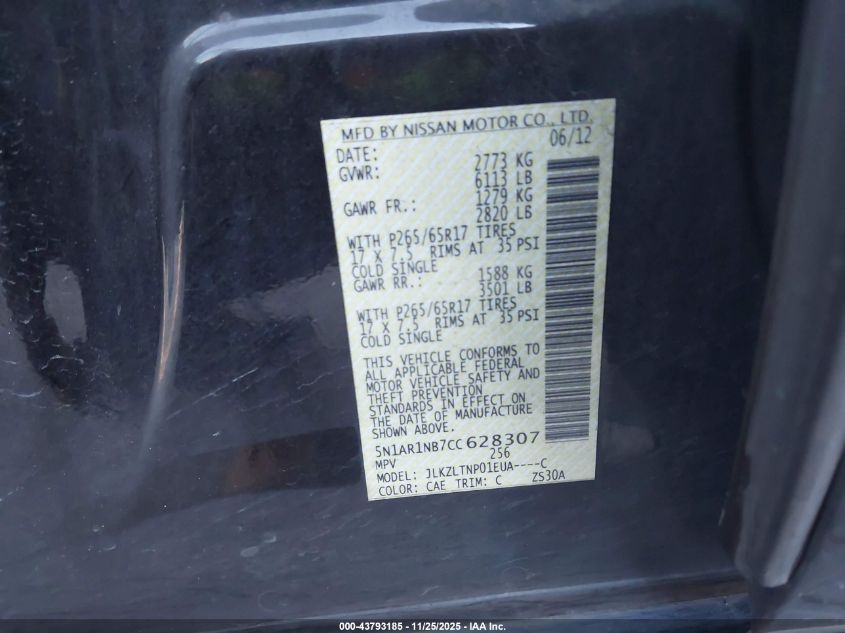 MFD BY NISSAN MOTOR CO., LTD.
DATE: 06/12
GVWR: 2773 KG
6113 LB
GAWR FR.: 1279 KG
2820 LB
WITH P265/65R17 TIRES
17 X 7.5 RIMS AT 35 PSI
COLD SINGLE
GAWR RR.: 1588 KG
3501 LB
WITH P265/65R17 TIRES
17 X 7.5 RIMS AT 35 PSI
COLD SINGLE
THIS VEHICLE CONFORMS TO
ALL APPLICABLE FEDERAL
MOTOR VEHICLE SAFETY AND
THEFT PREVENTION
STANDARDS IN EFFECT ON
THE DATE OF MANUFACTURE
SHOWN ABOVE.
5N1AR1NB7CC628307
MPV 256
MODEL: JLKZLTNP01EUA----C
COLOR: CAE TRIM: C ZS30A
000-43793185 - 11/25/2025 - IAA Inc.